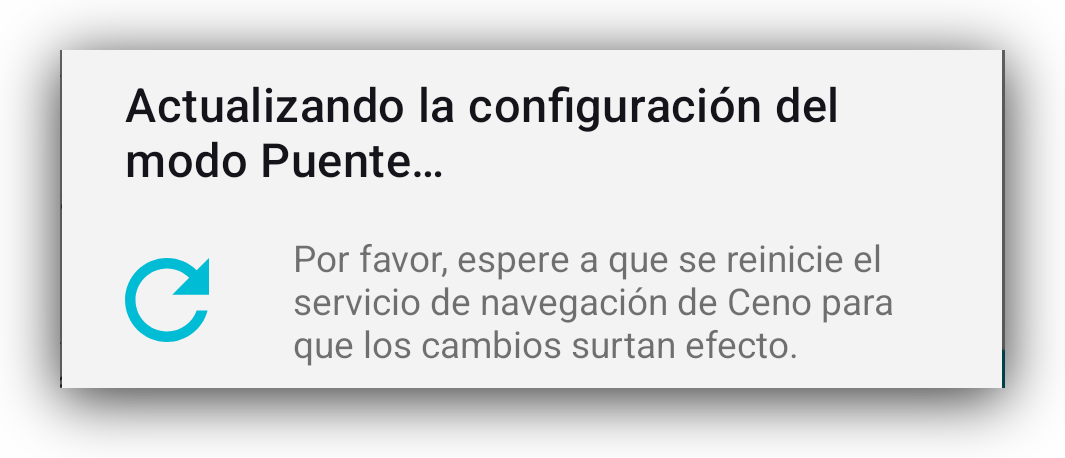 Actualizando la configuración del
modo Puente...
Por favor, espere a que se reinicie el
servicio de navegación de Ceno para
que los cambios surtan efecto.